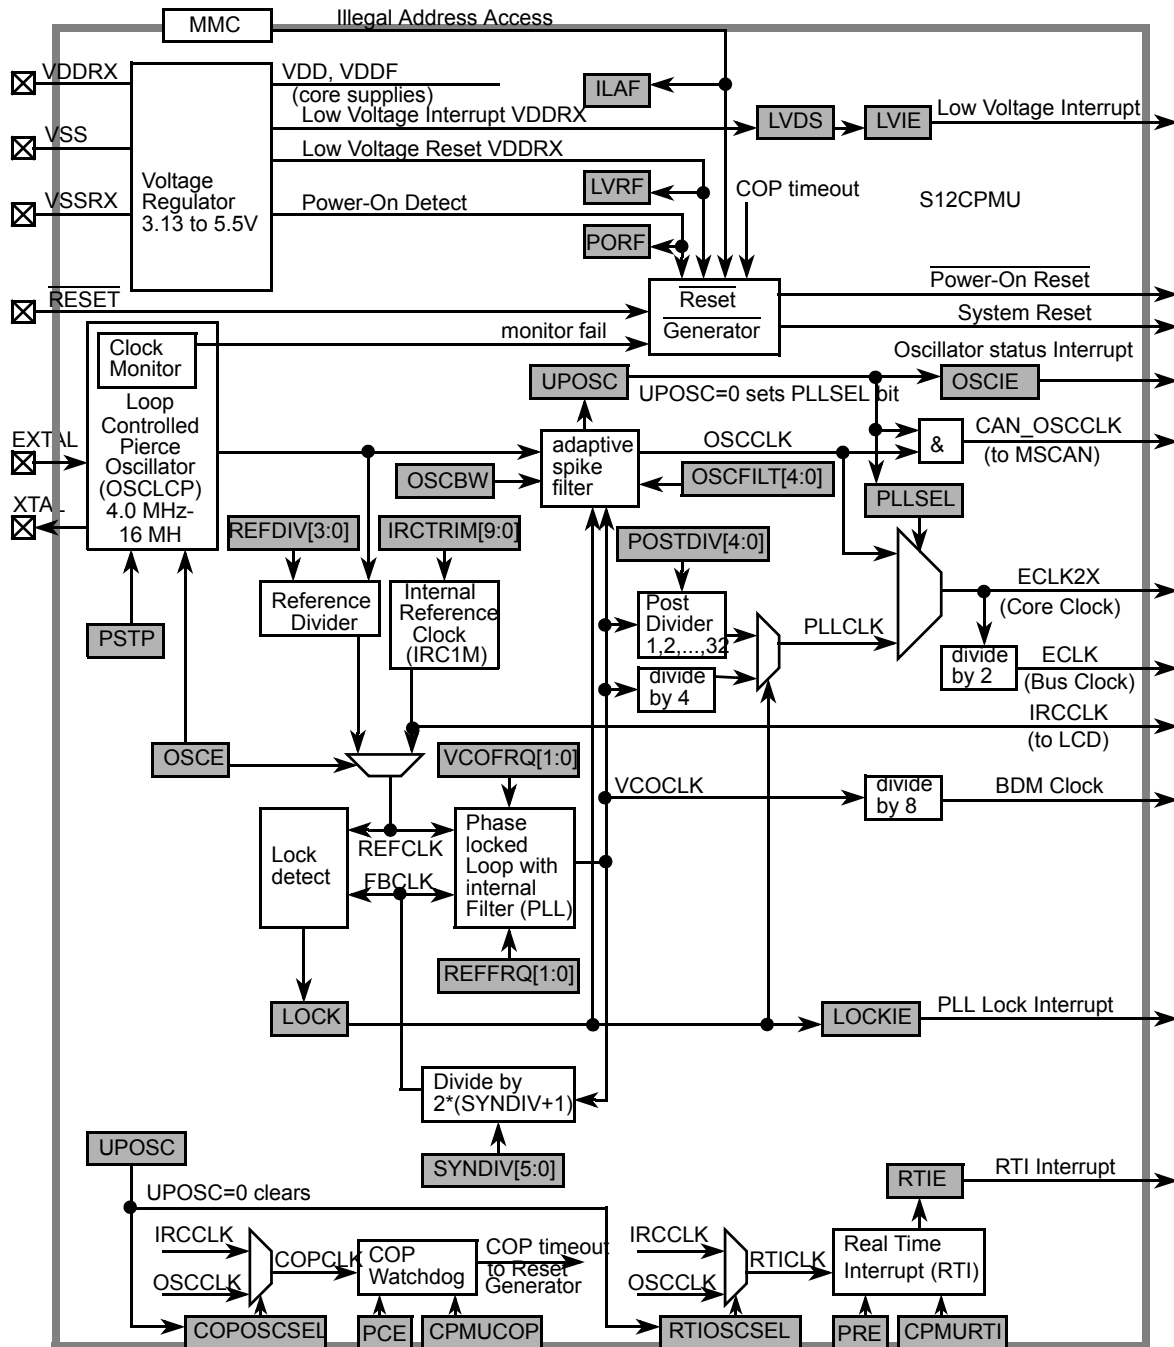 MMC
Illegal Address Access
VDDRX
VDD, VDDF
(core supplies)
ILAF
Low Voltage Interrupt VDDRX
LVDS
LVIE
Low Voltage Interrupt
VSS
Low Voltage Reset VDDRX
Voltage
Regulator
3.13 to 5.5V
LVRF
COP timeout
S12CPMU
VSSRX
Power-On Detect
PORF
RESET
Reset
Generator
Power-On Reset
System Reset
monitor fail
Clock
Monitor
Oscillator status Interrupt
UPOSC
OSCIE
UPOSC=0 sets PLLSEL bit
Loop
Controlled
Pierce
Oscillator
(OSCLCP)
4.0 MHz-
16 MH
EXTAL
XTAL
adaptive
spike
filter
OSCCLK
&
CAN_OSCCLK
(to MSCAN)
OSCBW
OSCFILT[4:0]
PLLSEL
REFDIV[3:0]
IRCTRIM[9:0]
POSTDIV[4:0]
Reference
Divider
Internal
Reference
Clock
(IRC1M)
Post
Divider
1,2,...,32
PLLCLK
ECLK2X
(Core Clock)
PSTP
divide
by 4
divide
by 2
ECLK
(Bus Clock)
IRCCLK
(to LCD)
OSCE
VCOFRQ[1:0]
VCOCLK
divide
by 8
BDM Clock
Lock
detect
REFCLK
FBCLK
Phase
locked
Loop with
internal
Filter (PLL)
REFFRQ[1:0]
LOCK
LOCKIE
PLL Lock Interrupt
Divide by
2*(SYNDIV+1)
SYNDIV[5:0]
UPOSC
UPOSC=0 clears
RTIE
RTI Interrupt
IRCCLK
OSCCLK
COPCLK
COP
Watchdog
COP timeout
to Reset
Generator
IRCCLK
OSCCLK
RTICLK
Real Time
Interrupt (RTI)
COPOSCSEL
PCE
CPMUCOP
RTIOSCSEL
PRE
CPMURTI